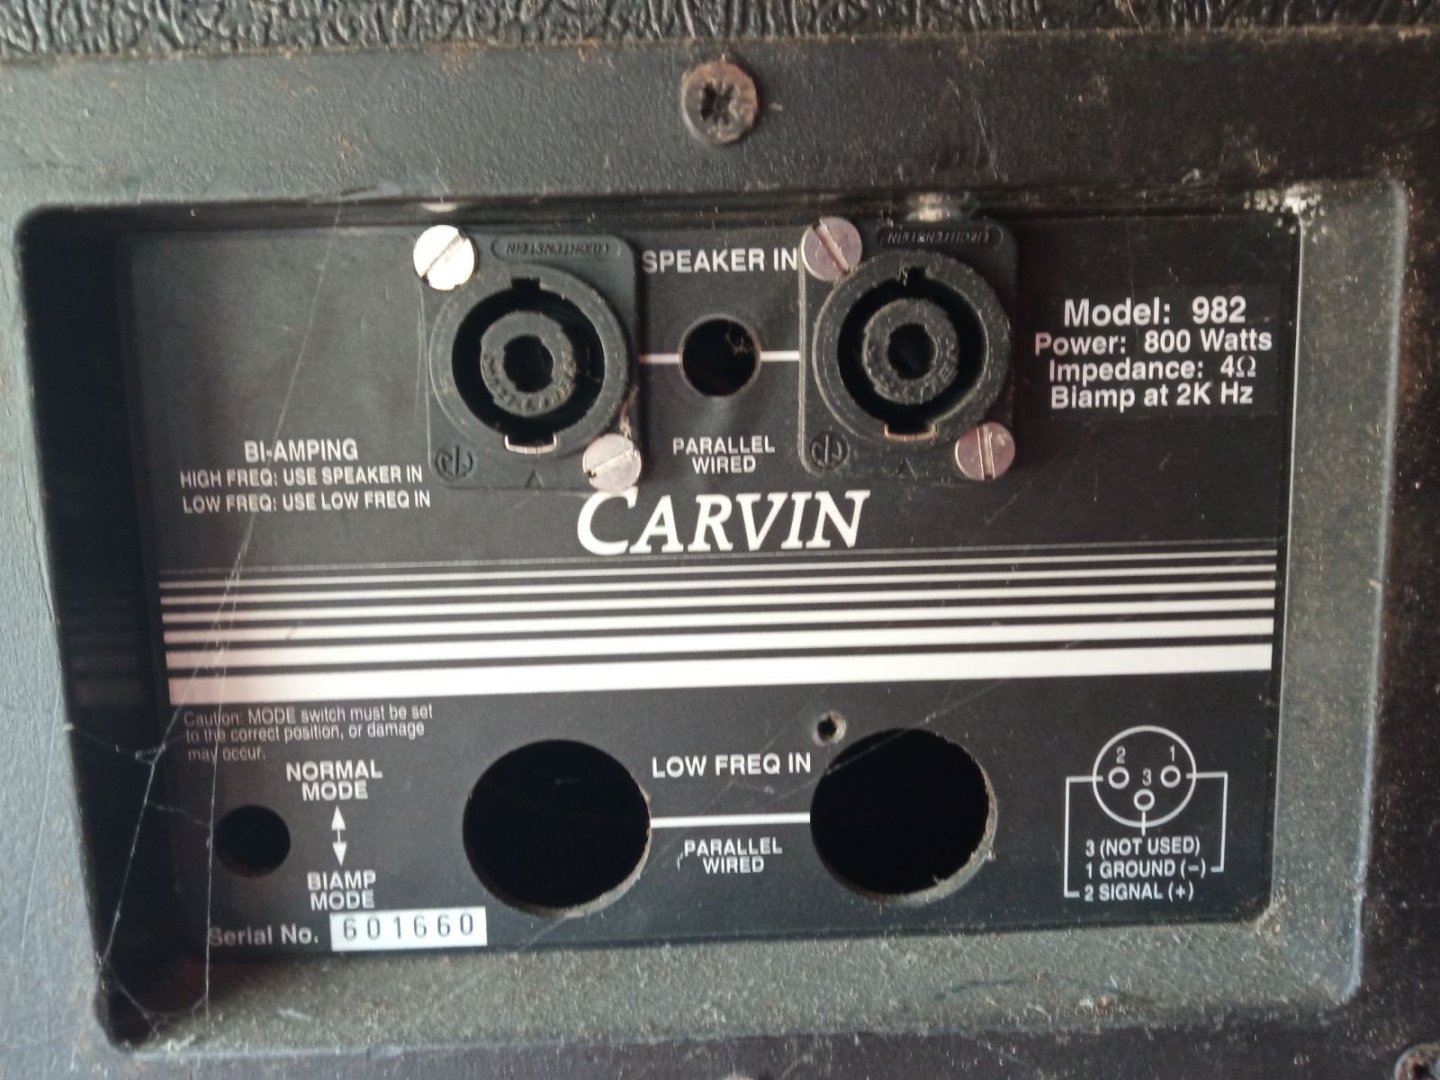 LIECHTENSTEIN
LIECHTENSTEIN
SPEAKER IN
Model: 982
Power: 800 Watts
Impedance: 4Ω
Biamp at 2K Hz
PARALLEL
WIRED
BI-AMPING
HIGH FREQ: USE SPEAKER IN
LOW FREQ: USE LOW FREQ IN
CARVIN
Caution: MODE switch must be set
to the correct position, or damage
may occur.
NORMAL
MODE
BIAMP
MODE
LOW FREQ IN
PARALLEL
WIRED
2 1
3
3 (NOT USED)
1 GROUND (−)
2 SIGNAL (+)
Serial No. 601660